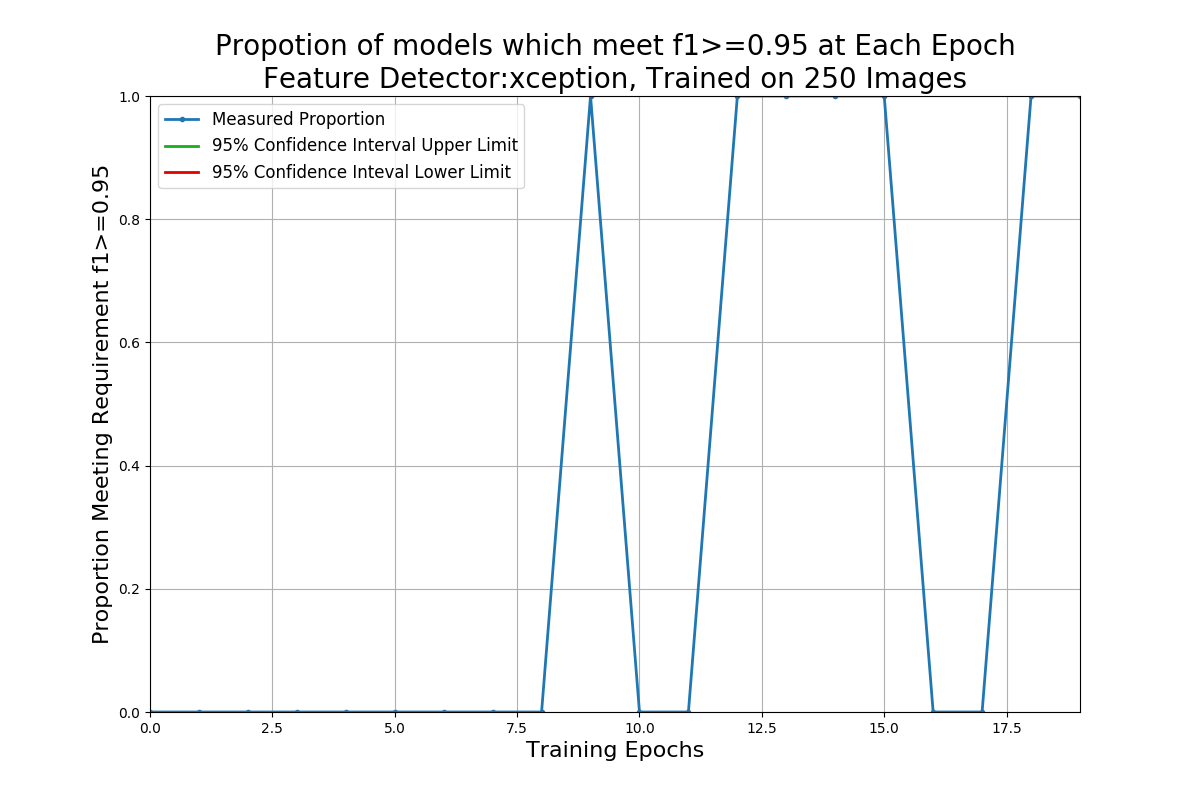 Propotion of models which meet f1>=0.95 at Each Epoch
Feature Detector:xception, Trained on 250 Images
Measured Proportion
95% Confidence Interval Upper Limit
95% Confidence Inteval Lower Limit
Proportion Meeting Requirement f1>=0.95
1.0
0.8
0.6
0.4
0.2
0.0
0.0 2.5 5.0 7.5 10.0 12.5 15.0 17.5
Training Epochs